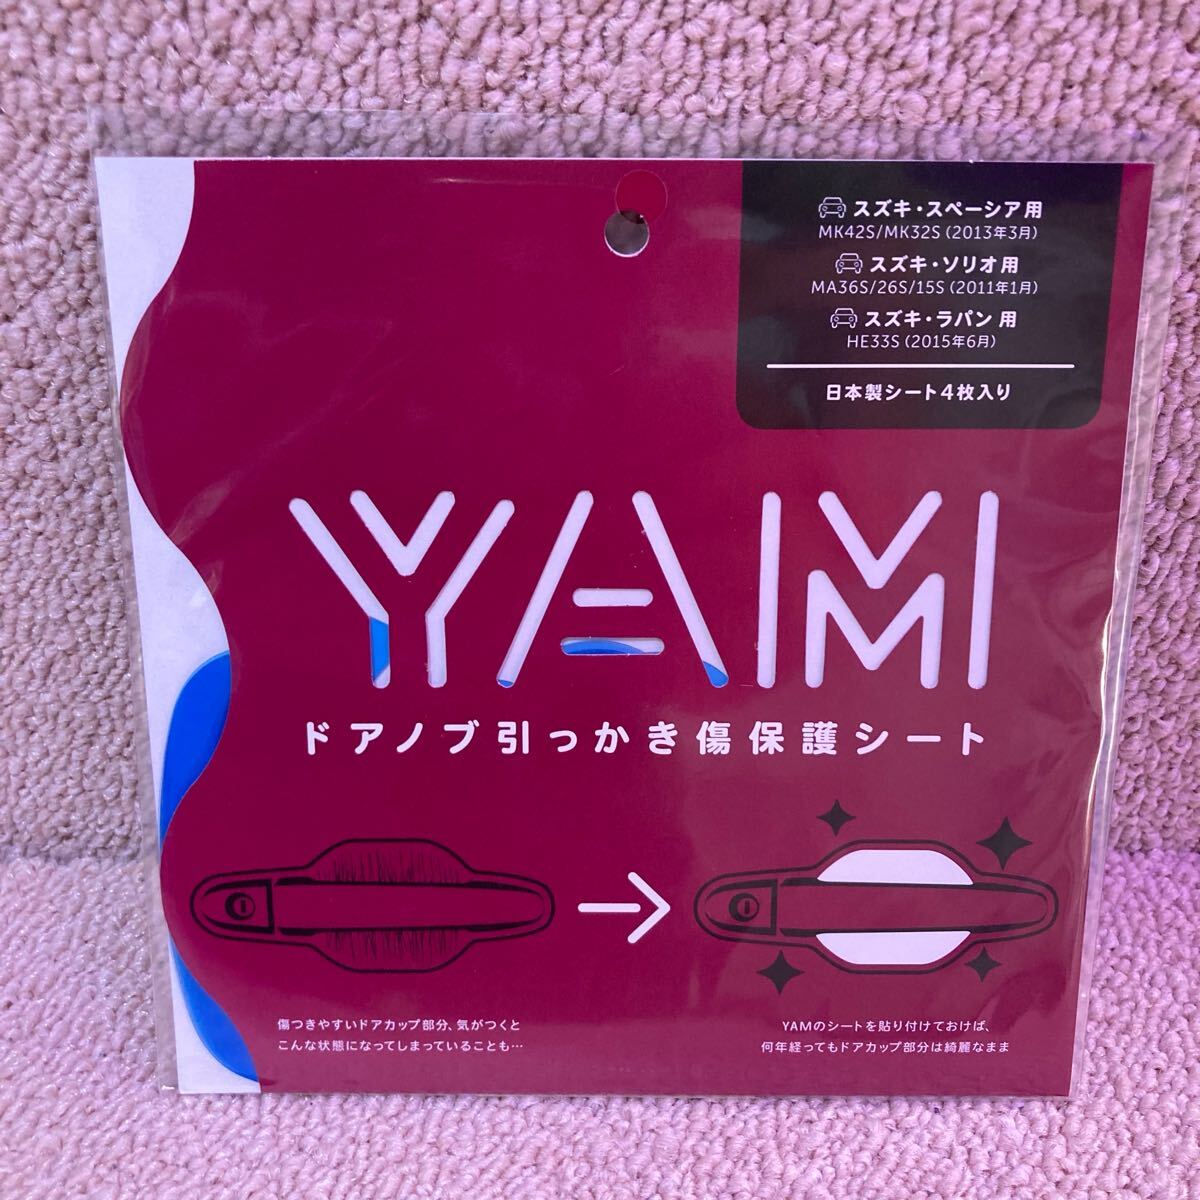 スズキ・スペーシア用
MK42S/MK32S（2013年3月）
スズキ・ソリオ用
MA36S/26S/15S（2011年1月）
スズキ・ラパン用
HE33S（2015年6月）
日本製シート4枚入り
YAM
ドアノブ引っかき傷保護シート
傷つきやすいドアカップ部分、気がつくと
こんな状態になってしまっていることも…
YAMのシートを貼り付けておけば、
何年経ってもドアカップ部分は綺麗なまま